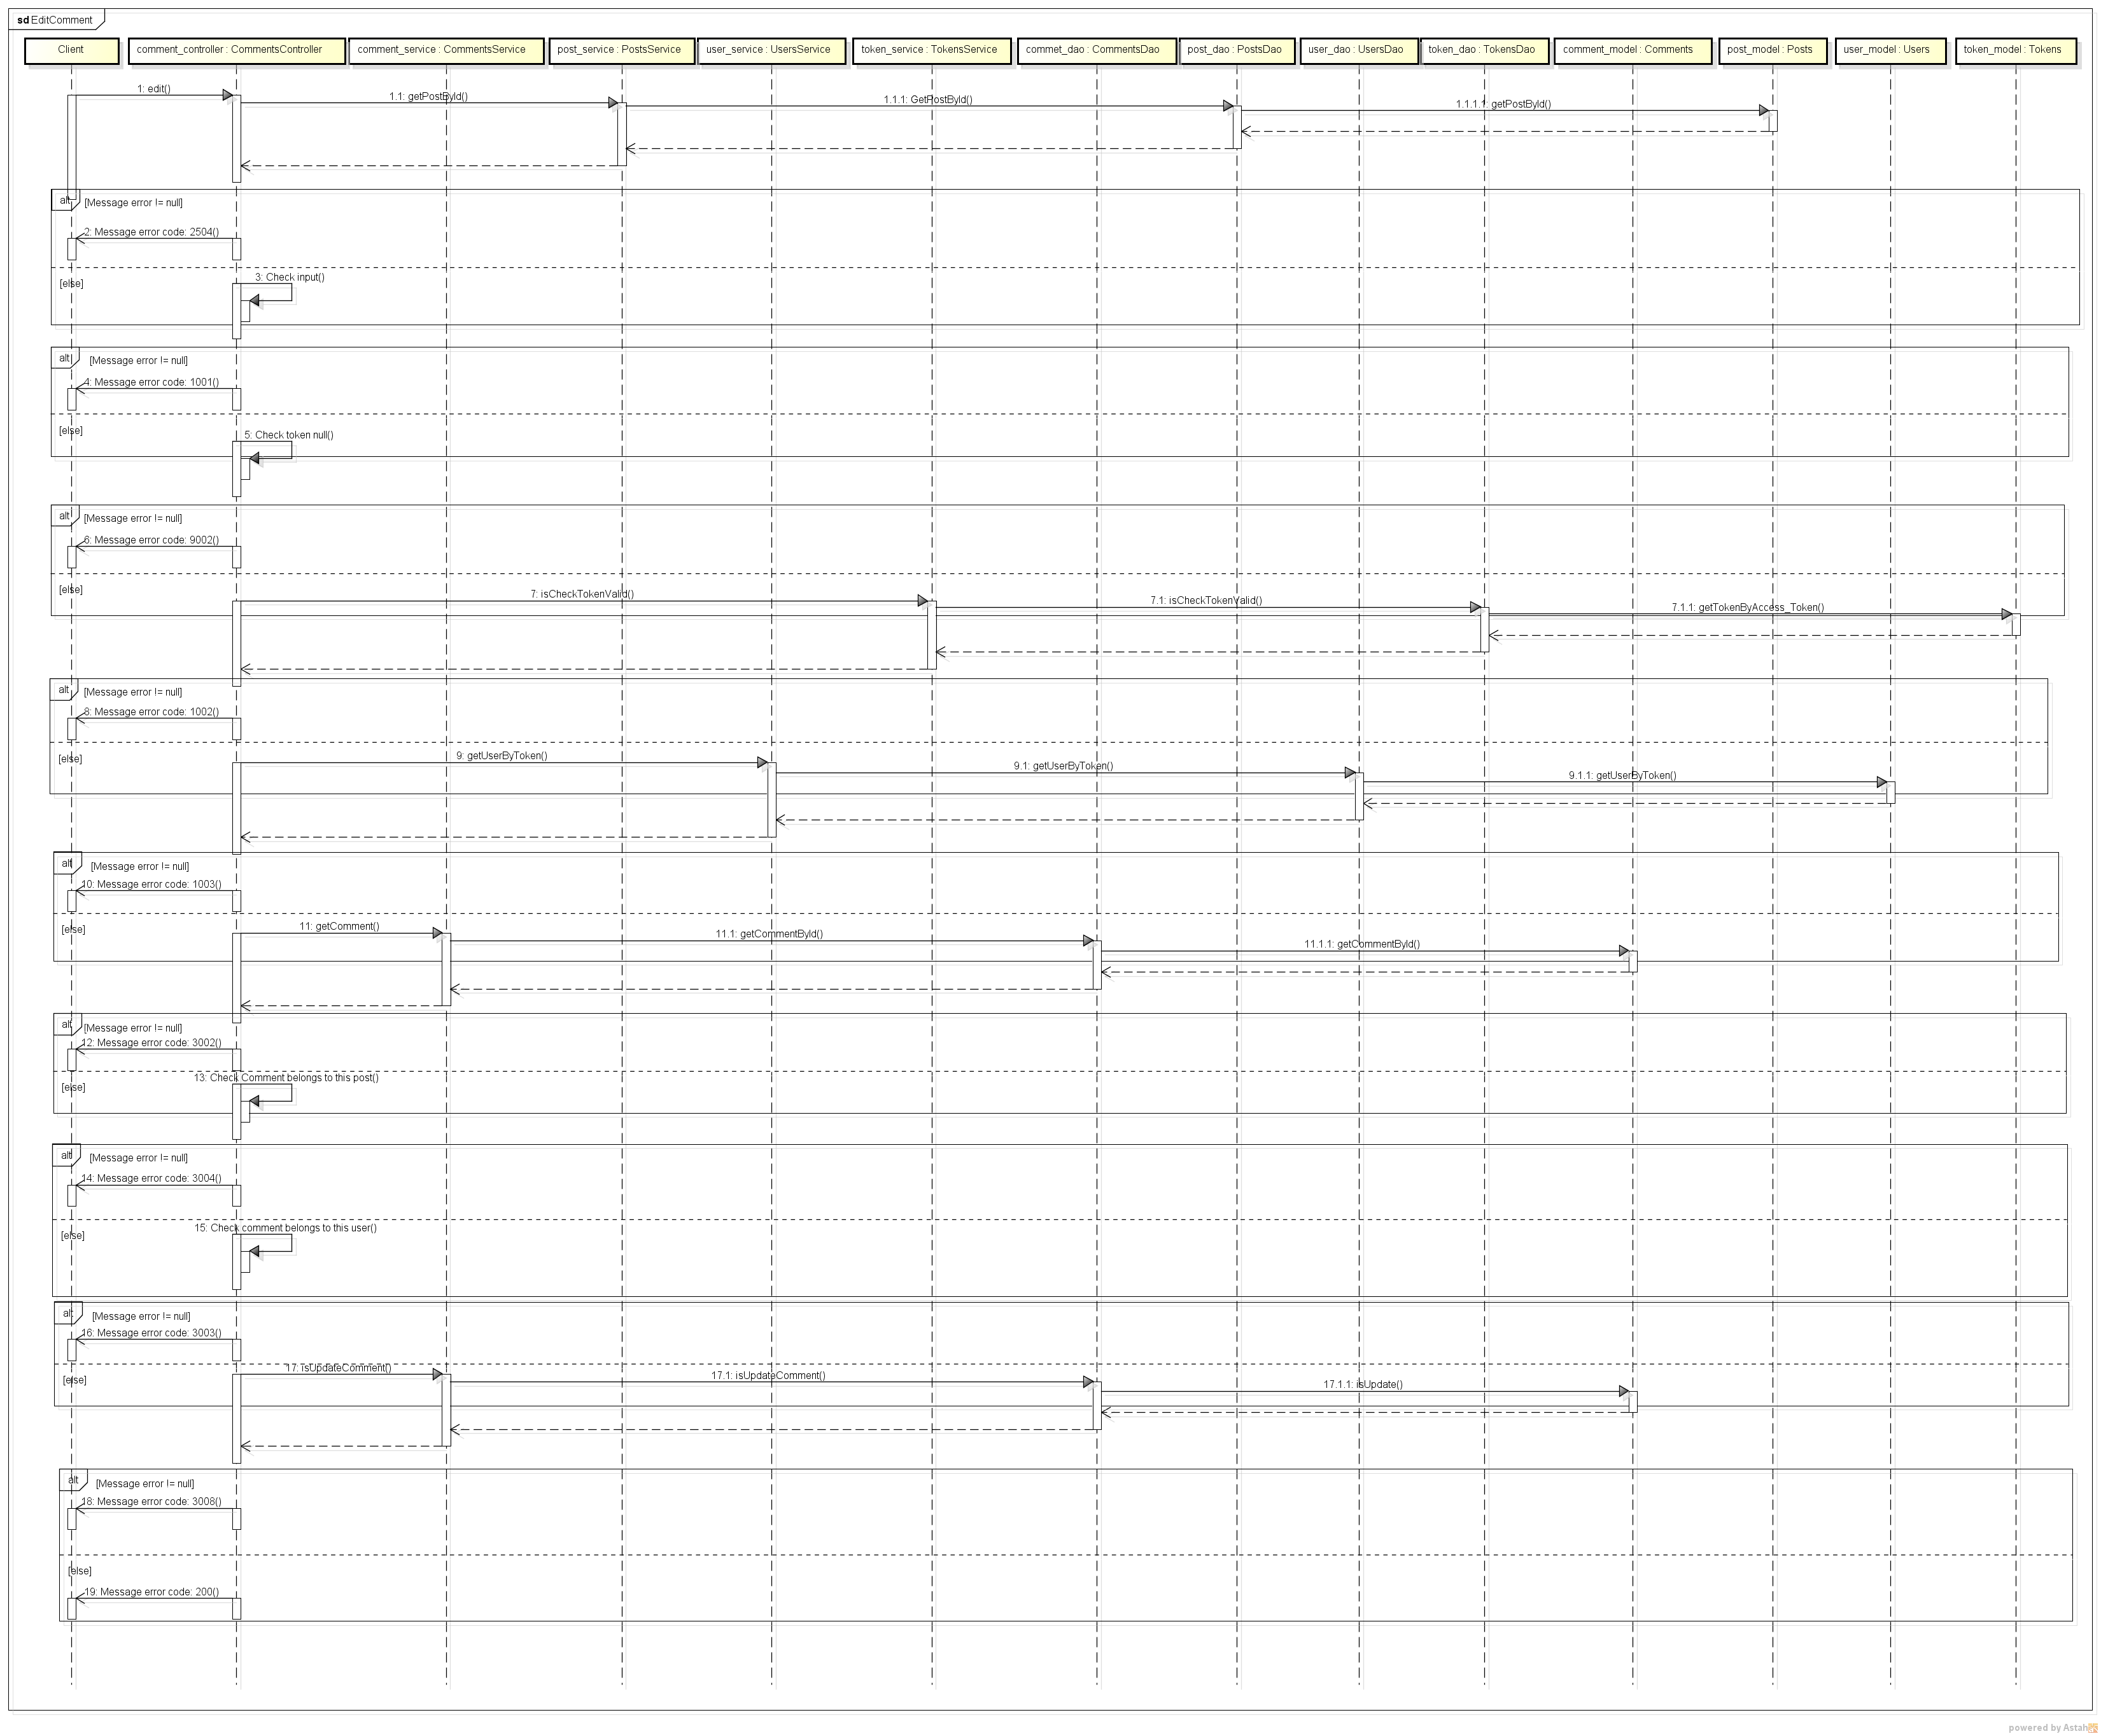 sd EditComment
Client
comment_controller : CommentsController
comment_service : CommentsService
post_service : PostsService
user_service : UsersService
token_service : TokensService
commet_dao : CommentsDao
post_dao : PostsDao
user_dao : UsersDao
token_dao : TokensDao
comment_model : Comments
post_model : Posts
user_model : Users
token_model : Tokens
1: edit()
1.1: getPostById()
1.1.1: GetPostById()
1.1.1.1: getPostById()
alt
[Message error != null]
2: Message error code: 2504()
3: Check input()
[else]
alt
[Message error != null]
4: Message error code: 1001()
[else]
5: Check token null()
alt
[Message error != null]
6: Message error code: 9002()
[else]
7: isCheckTokenValid()
7.1: isCheckTokenValid()
7.1.1: getTokenByAccess_Token()
alt
[Message error != null]
8: Message error code: 1002()
[else]
9: getUserByToken()
9.1: getUserByToken()
9.1.1: getUserByToken()
alt
[Message error != null]
10: Message error code: 1003()
[else]
11: getComment()
11.1: getCommentById()
11.1.1: getCommentById()
alt
[Message error != null]
12: Message error code: 3002()
13: Check Comment belongs to this post()
[else]
alt
[Message error != null]
14: Message error code: 3004()
15: Check comment belongs to this user()
[else]
alt
[Message error != null]
16: Message error code: 3003()
17: isUpdateComment()
17.1: isUpdateComment()
17.1.1: isUpdate()
[else]
alt
[Message error != null]
18: Message error code: 3008()
[else]
19: Message error code: 200()
powered by Astah